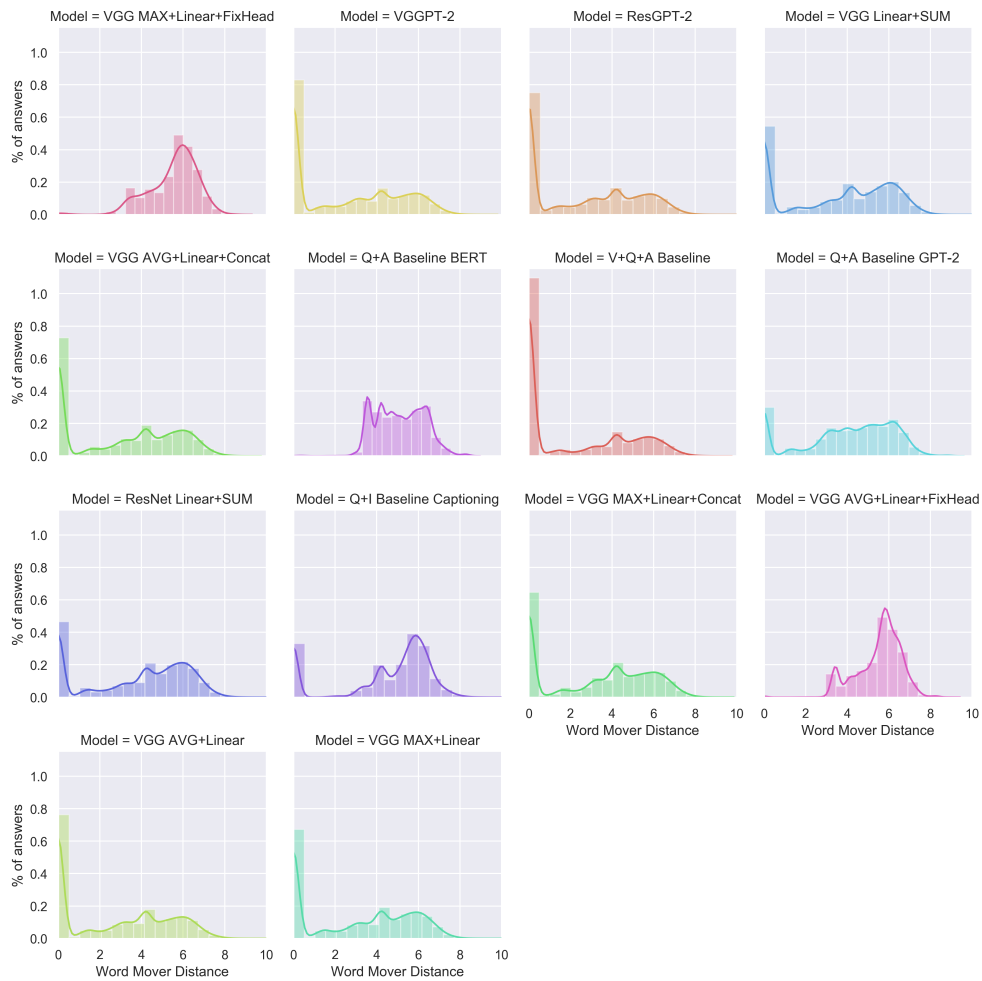 Model = VGG MAX+Linear+FixHead
Model = VGGPT-2
Model = ResGPT-2
Model = VGG Linear+SUM
1.0
0.8
0.6
0.4
0.2
0.0
% of answers
Model = VGG AVG+Linear+Concat
Model = Q+A Baseline BERT
Model = V+Q+A Baseline
Model = Q+A Baseline GPT-2
1.0
0.8
0.6
0.4
0.2
0.0
% of answers
Model = ResNet Linear+SUM
Model = Q+I Baseline Captioning
Model = VGG MAX+Linear+Concat
Model = VGG AVG+Linear+FixHead
1.0
0.8
0.6
0.4
0.2
0.0
% of answers
0 2 4 6 8 10
Word Mover Distance
0 2 4 6 8 10
Word Mover Distance
Model = VGG AVG+Linear
Model = VGG MAX+Linear
1.0
0.8
0.6
0.4
0.2
0.0
% of answers
0 2 4 6 8 10
Word Mover Distance
0 2 4 6 8 10
Word Mover Distance